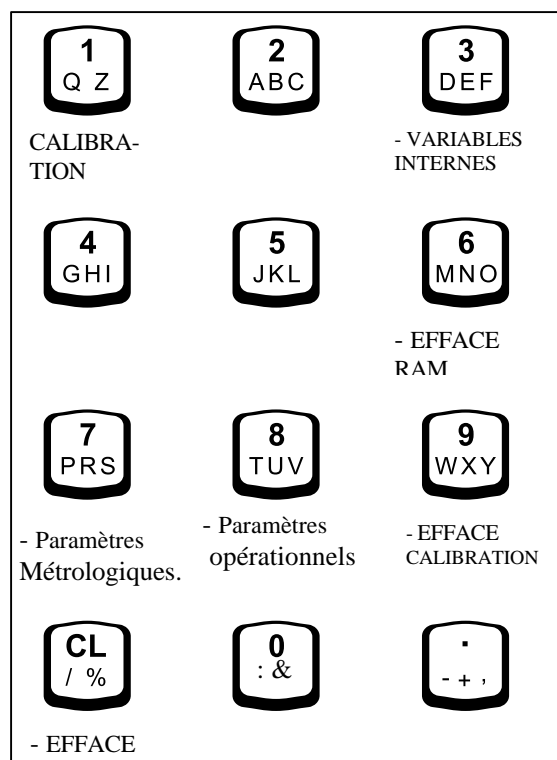 1 2 3
Q Z ABC DEF
CALIBRA-
TION
- VARIABLES
INTERNES
4 5 6
GHI JKL MNO
- EFFACE
RAM
7 8 9
PRS TUV WXY
- Paramètres
Métrologiques.
- Paramètres
opérationnels
- EFFACE
CALIBRATION
CL 0 .
/ % : & - + ,
- EFFACE